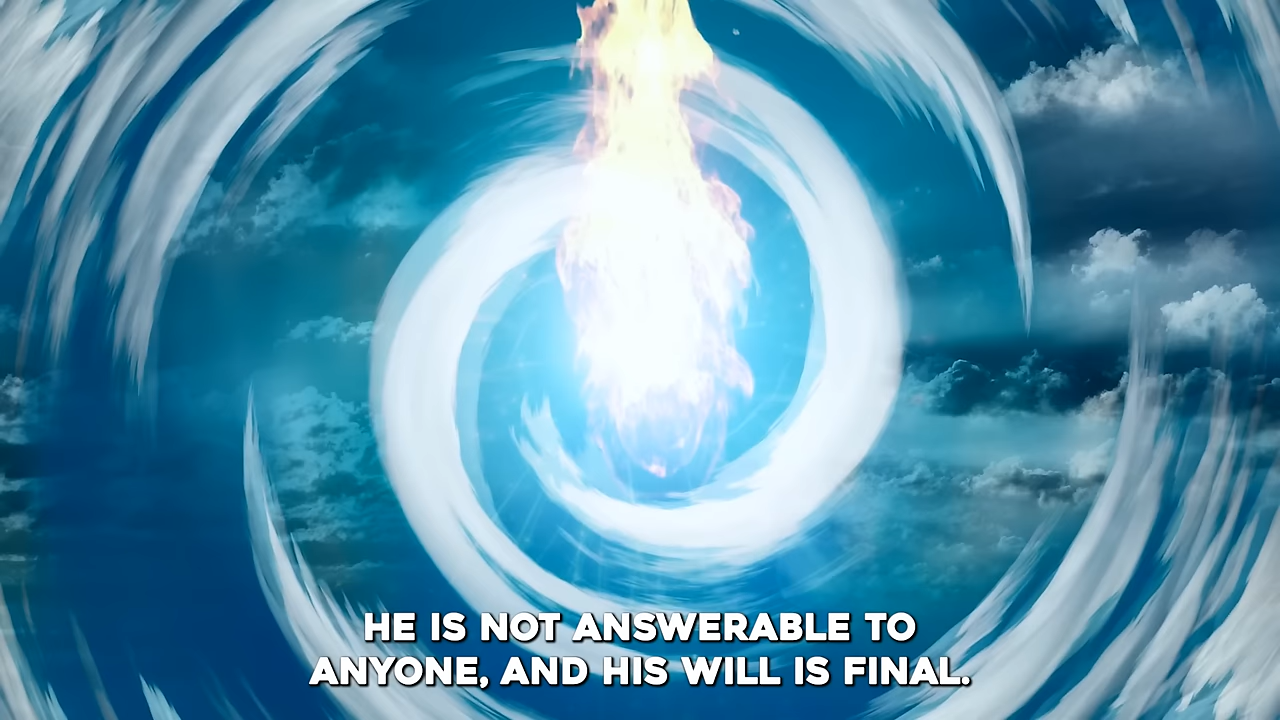 HE IS NOT ANSWERABLE TO
ANYONE, AND HIS WILL IS FINAL.